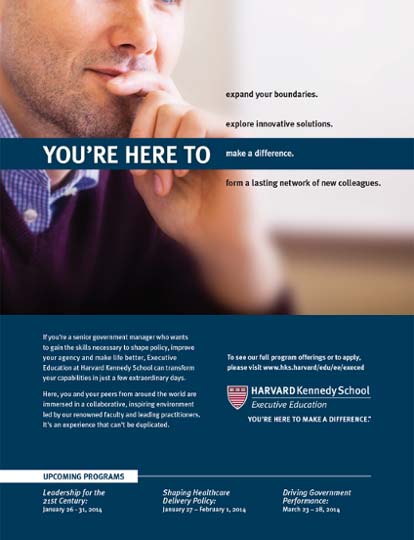 expand your boundaries.
explore innovative solutions.
YOU'RE HERE TO make a difference.
form a lasting network of new colleagues.
If you're a senior government manager who wants
to gain the skills necessary to shape policy, improve
your agency and make life better, Executive
Education at Harvard Kennedy School can transform
your capabilities in just a few extraordinary days.
Here, you and your peers from around the world are
immersed in a collaborative, inspiring environment
led by our renowned faculty and leading practitioners.
It's an experience that can't be duplicated.
To see our full program offerings or to apply,
please visit www.hks.harvard/edu/ee/execed
HARVARD Kennedy School
Executive Education
YOU'RE HERE TO MAKE A DIFFERENCE.™
UPCOMING PROGRAMS
Leadership for the
21st Century:
January 26 - 31, 2014
Shaping Healthcare
Delivery Policy:
January 27 – February 1, 2014
Driving Government
Performance:
March 23 – 28, 2014